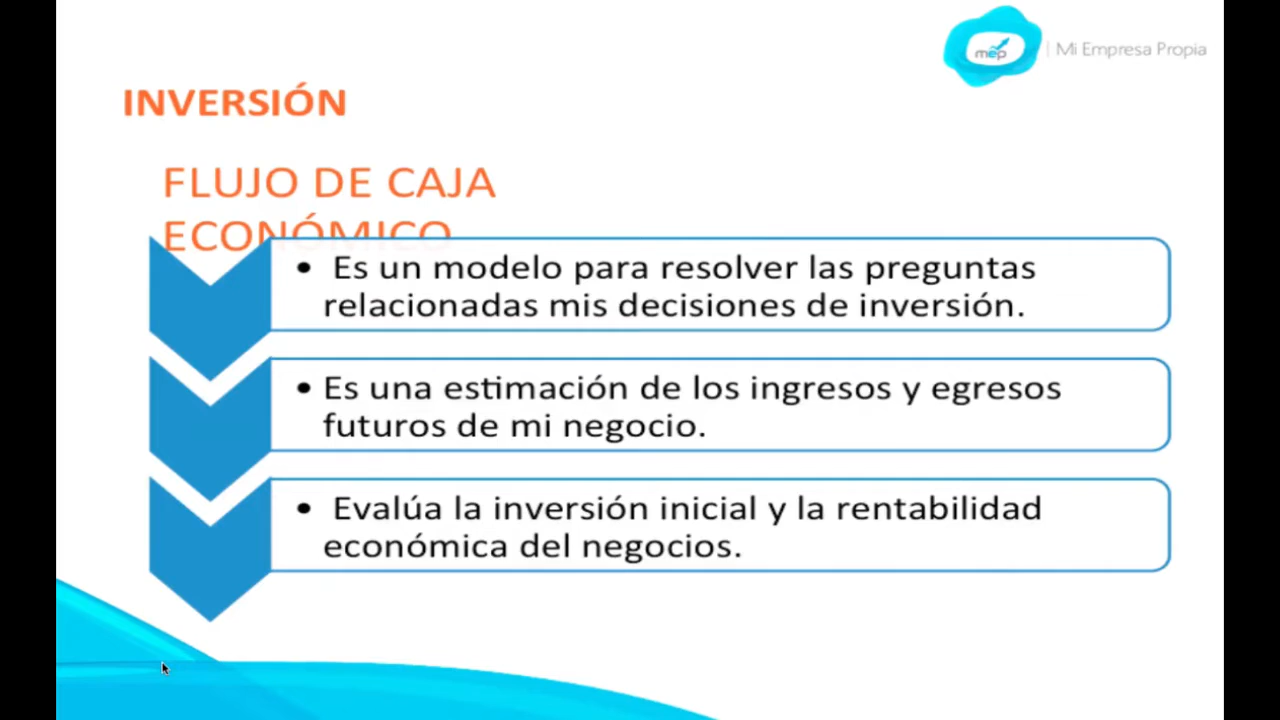 mep | Mi Empresa Propia
INVERSIÓN
FLUJO DE CAJA
ECONÓMICO
• Es un modelo para resolver las preguntas
relacionadas mis decisiones de inversión.
• Es una estimación de los ingresos y egresos
futuros de mi negocio.
• Evalúa la inversión inicial y la rentabilidad
económica del negocios.